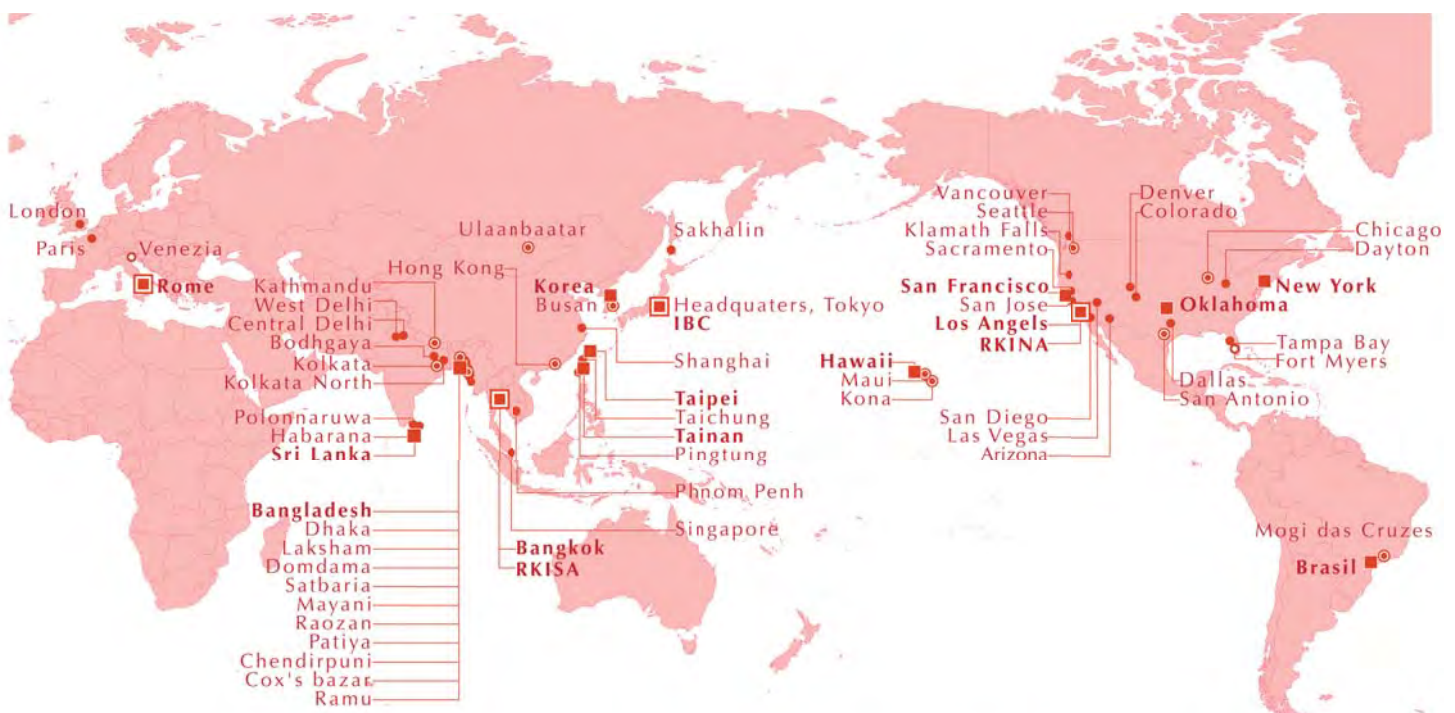 London
Paris
Venezia
Rome
Ulaanbaatar
Sakhalin
Hong Kong
Kathmandu
West Delhi
Central Delhi
Bodhgaya
Kolkata
Kolkata North
Korea
Busan
Headquaters, Tokyo
IBC
Shanghai
Polonnaruwa
Habarana
Sri Lanka
Taipei
Taichung
Tainan
Pingtung
Phnom Penh
Singapore
Bangkok
RKISA
Bangladesh
Dhaka
Laksham
Domdama
Satbaria
Mayani
Raozan
Patiya
Chendirpuni
Cox's bazar
Ramu
Vancouver
Seattle
Klamath Falls
Sacramento
San Francisco
San Jose
Los Angels
RKINA
Hawaii
Maui
Kona
San Diego
Las Vegas
Arizona
Denver
Colorado
Chicago
Dayton
New York
Oklahoma
Tampa Bay
Fort Myers
Dallas
San Antonio
Mogi das Cruzes
Brasil